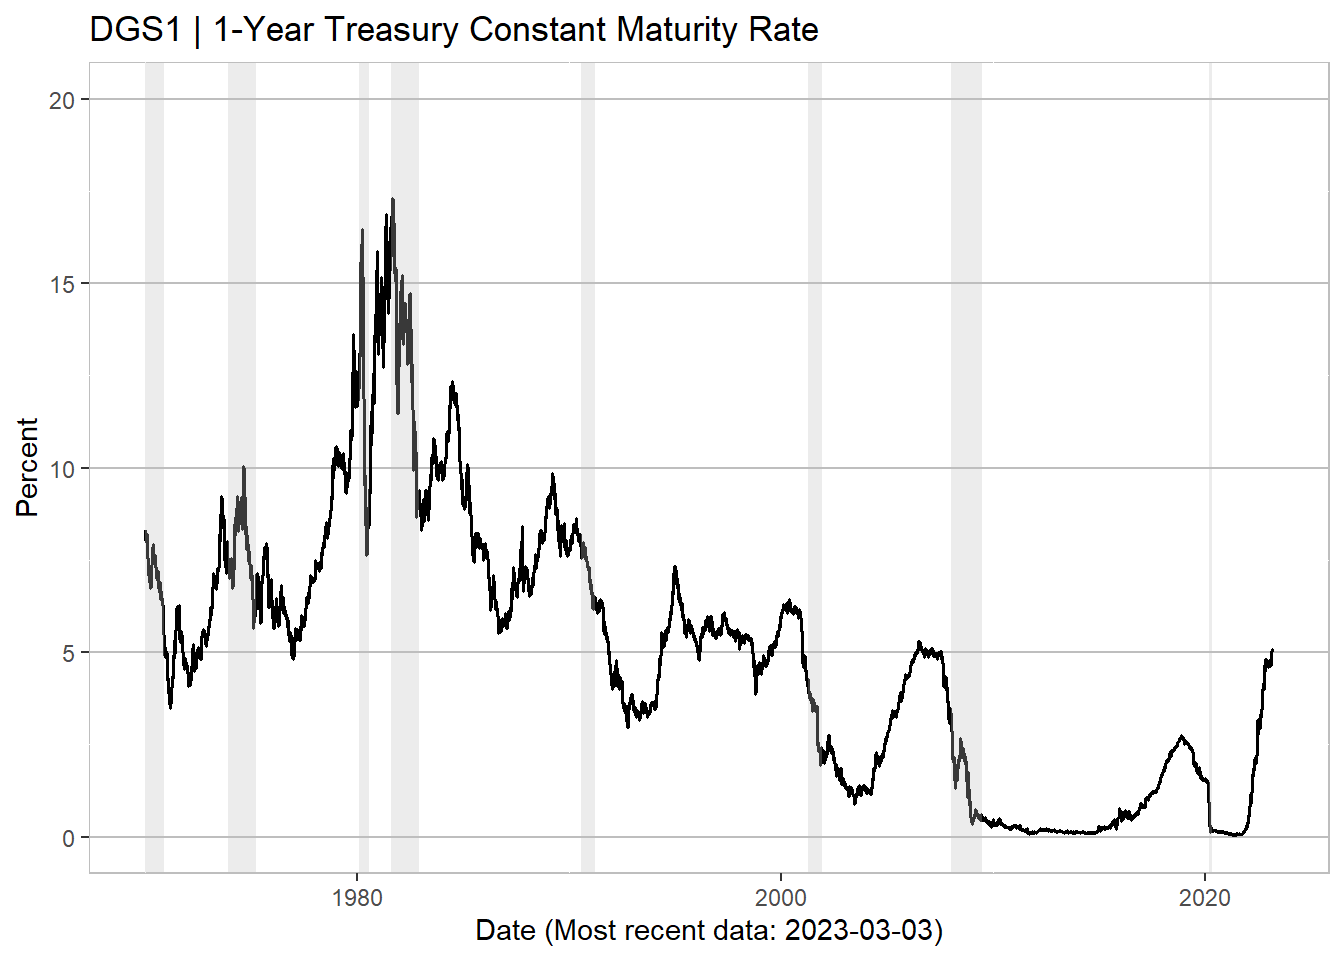 DGS1 | 1-Year Treasury Constant Maturity Rate
20
15
10
5
0
Percent
1980
2000
2020
Date (Most recent data: 2023-03-03)